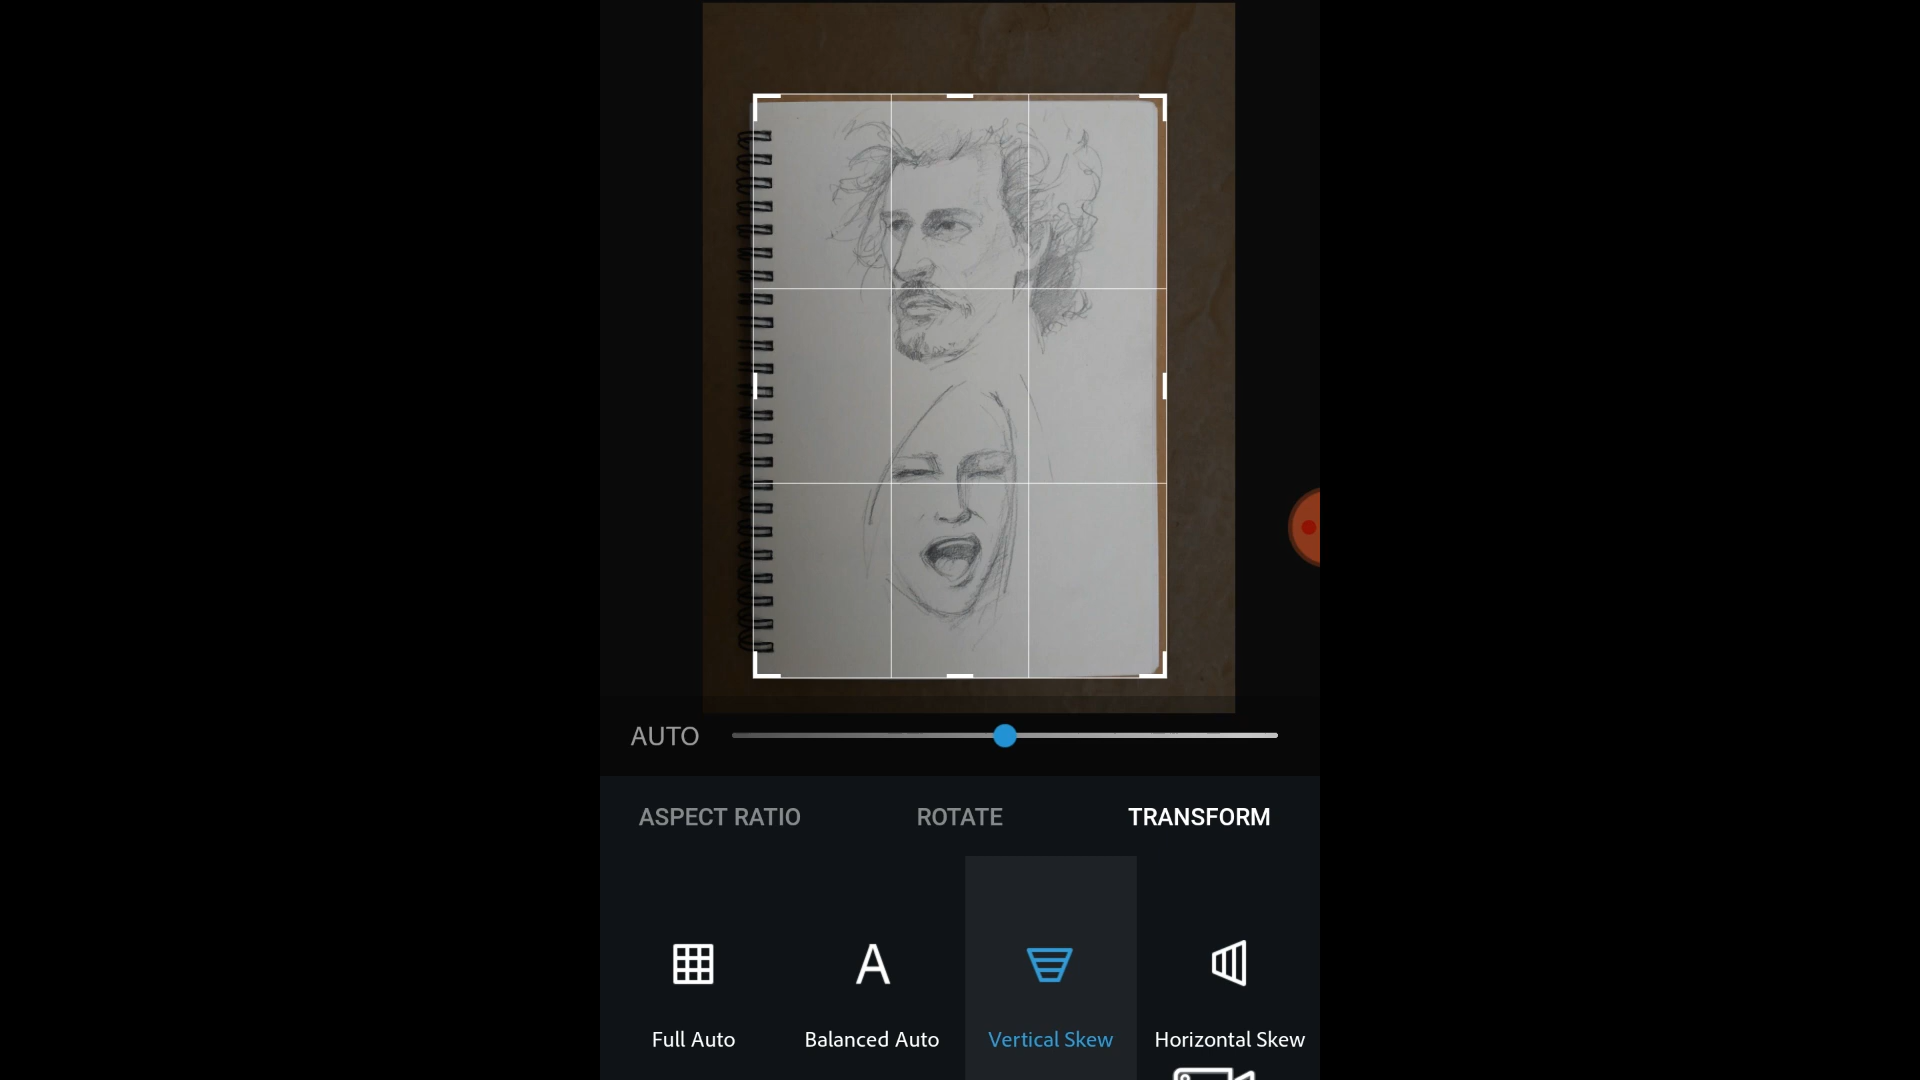 AUTO
ASPECT RATIO ROTATE TRANSFORM
Full Auto Balanced Auto Vertical Skew Horizontal Skew